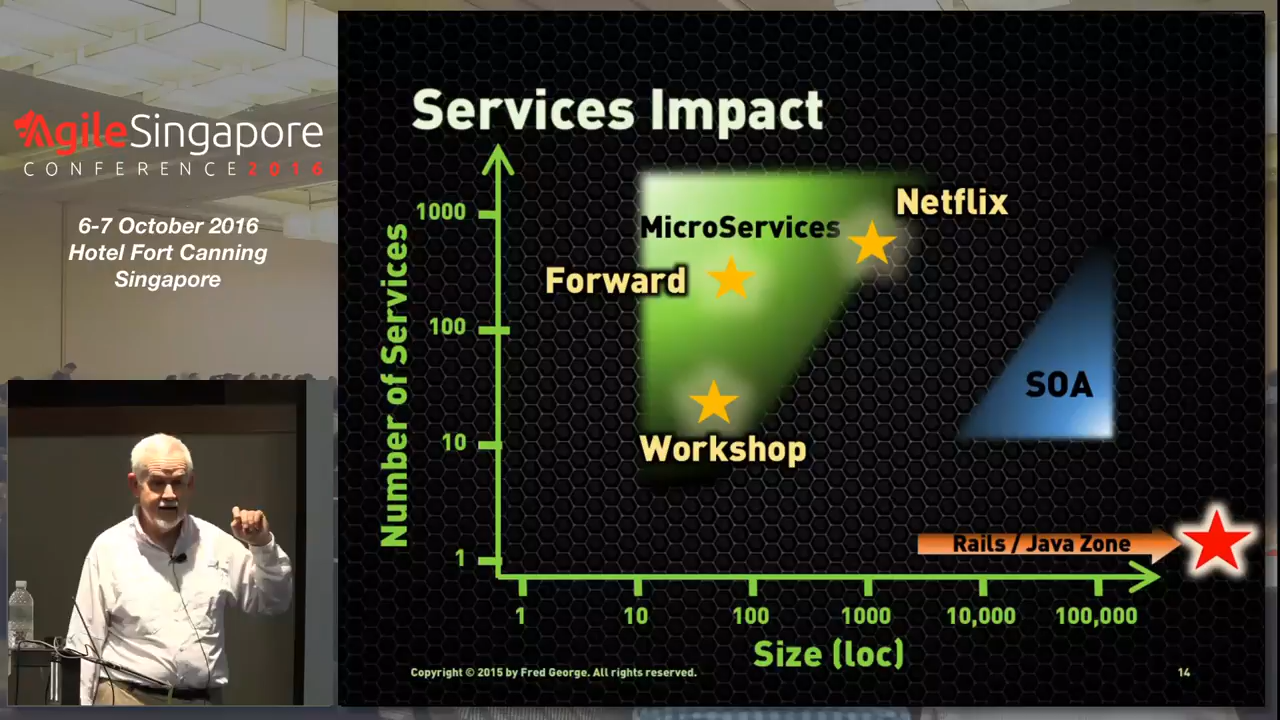 AgileSingapore
CONFERENCE 2016
6-7 October 2016
Hotel Fort Canning
Singapore
Services Impact
Number of Services
1000
100
10
1
MicroServices
Netflix
Forward
Workshop
SOA
Rails / Java Zone
1
10
100
1000
10,000
100,000
Size (loc)
Copyright © 2015 by Fred George. All rights reserved.
14